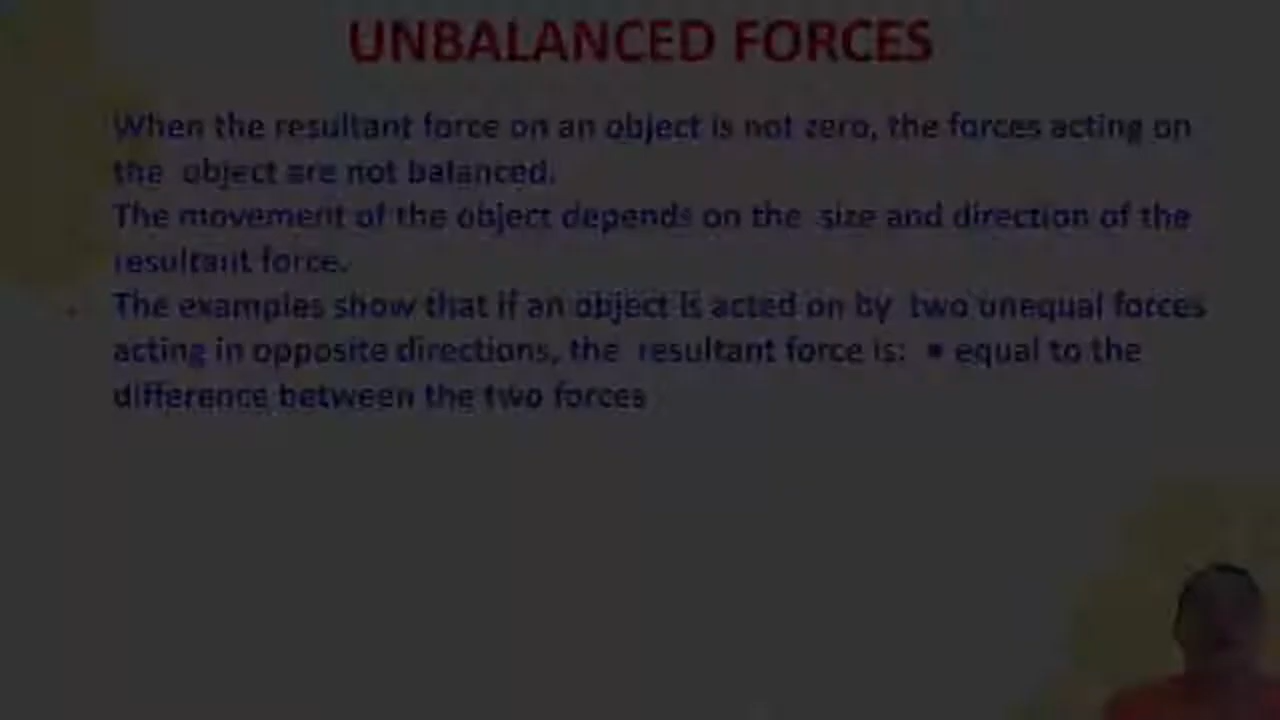 UNBALANCED FORCES
When the resultant force on an object is not zero, the forces acting on
the object are not balanced.
The movement of the object depends on the size and direction of the
resultant force.
• The examples show that if an object is acted on by two unequal forces
acting in opposite directions, the resultant force is: • equal to the
difference between the two forces